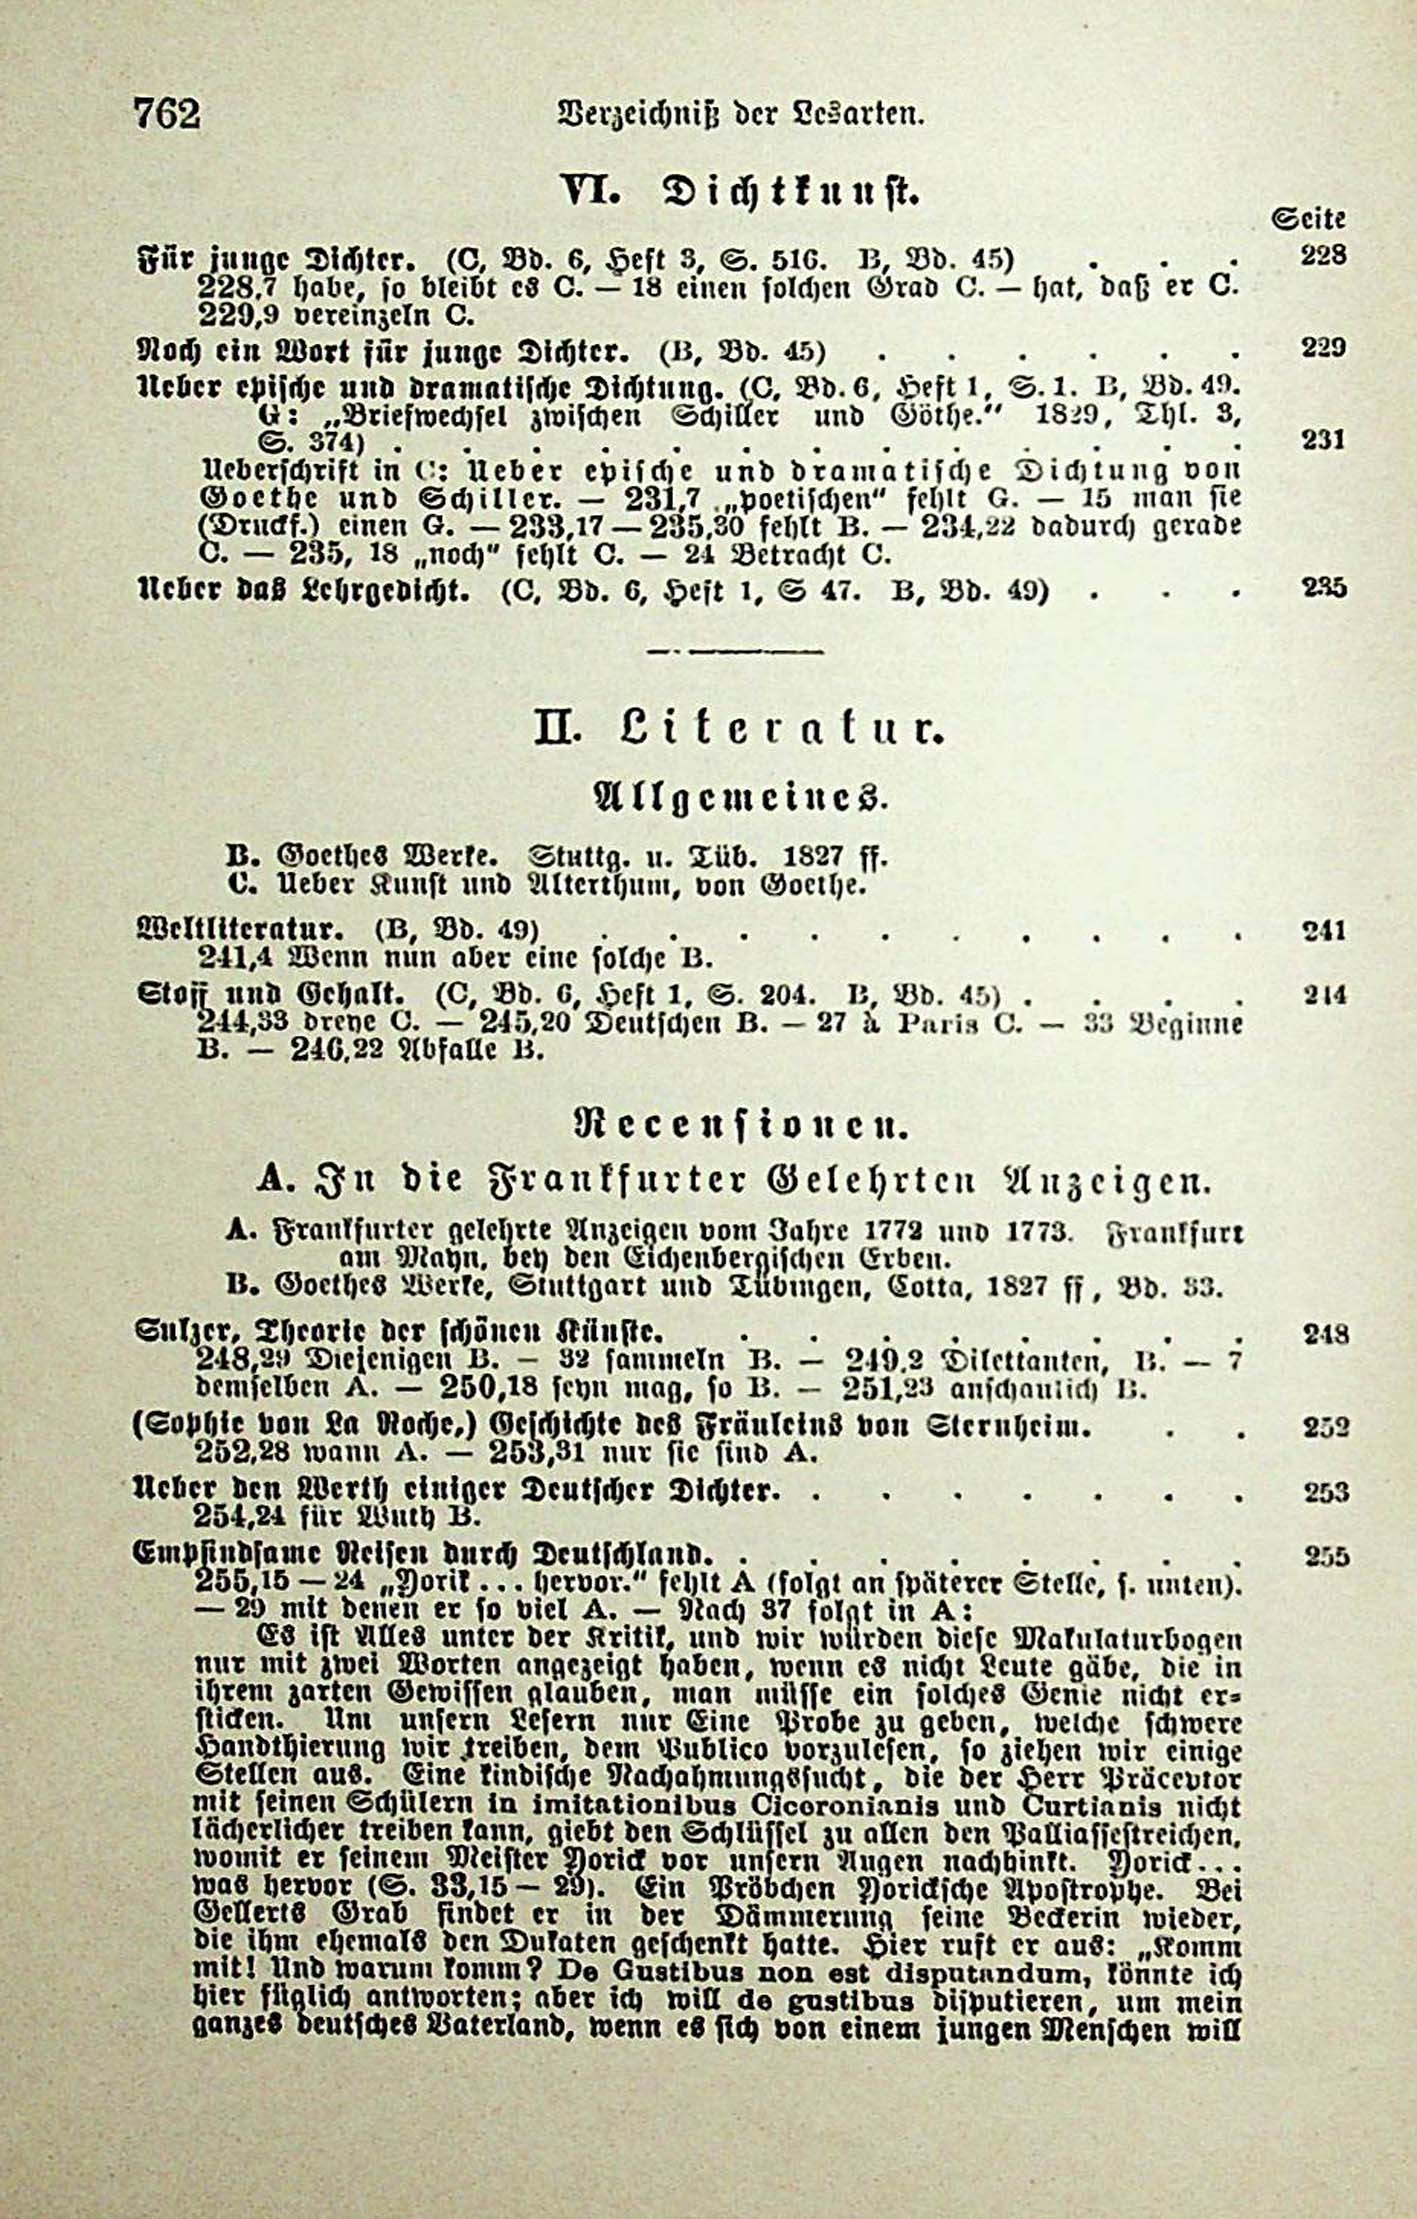 762 Verzeichniß der Lesarten.
VI. Dichtkunst.
Seite
Für junge Dichter. (C, Bd. 6, Heft 3, S. 516. B, Bd. 45) . . . 228
228,7 habe, so bleibt es C. — 18 einen solchen Grad C. — hat, daß er C.
229,9 vereinzeln C.
Noch ein Wort für junge Dichter. (B, Bd. 45) . . . . . . 229
Ueber epische und dramatische Dichtung. (C, Bd. 6, Heft 1, S. 1. B, Bd. 49.
G: „Briefwechsel zwischen Schiller und Göthe.“ 1829, Thl. 3,
S. 374) . . . . . . . . . . . . . 231
Ueberschrift in C: Ueber epische und dramatische Dichtung von
Goethe und Schiller. — 231,7 „poetischen“ fehlt G. — 15 man sie
(Druckf.) einen G. — 233,17—235,30 fehlt B. — 234,22 dadurch gerade
C. — 235, 18 „noch“ fehlt C. — 24 Betracht C.
Ueber das Lehrgedicht. (C, Bd. 6, Heft 1, S 47. B, Bd. 49) . . . 235
II. Literatur.
Allgemeines.
B. Goethes Werke. Stuttg. u. Tüb. 1827 ff.
C. Ueber Kunst und Alterthum, von Goethe.
Weltliteratur. (B, Bd. 49) . . . . . . . . . . 241
241,4 Wenn nun aber eine solche B.
Stoff und Gehalt. (C, Bd. 6, Heft 1, S. 204. B, Bd. 45) . . . . 244
244,33 dreye C. — 245,20 Deutschen B. — 27 à Paris C. — 33 Beginne
B. — 246,22 Abfalle B.
Recensionen.
A. In die Frankfurter Gelehrten Anzeigen.
A. Frankfurter gelehrte Anzeigen vom Jahre 1772 und 1773. Frankfurt
am Mayn, bey den Eichenbergischen Erben.
B. Goethes Werke, Stuttgart und Tübingen, Cotta, 1827 ff, Bd. 33.
Sulzer, Theorie der schönen Künste. . . . . . . . . 248
248,29 Diejenigen B. — 32 sammeln B. — 249,2 Dilettanten, B. — 7
demselben A. — 250,18 seyn mag, so B. — 251,23 anschaulich B.
(Sophie von La Roche,) Geschichte des Fräuleins von Sternheim. . . 252
252,28 wann A. — 253,31 nur sie sind A.
Ueber den Werth einiger Deutscher Dichter. . . . . . . . 253
254,24 für Wuth B.
Empfindsame Reisen durch Deutschland. . . . . . . . . 255
255,15—24 „Yorik... hervor.“ fehlt A (folgt an späterer Stelle, s. unten).
— 29 mit denen er so viel A. — Nach 37 folgt in A:
Es ist Alles unter der Kritik, und wir würden diese Makulaturbogen
nur mit zwei Worten angezeigt haben, wenn es nicht Leute gäbe, die in
ihrem zarten Gewissen glauben, man müsse ein solches Genie nicht er-
sticken. Um unsern Lesern nur Eine Probe zu geben, welche schwere
Handthierung wir treiben, dem Publico vorzulesen, so ziehen wir einige
Stellen aus. Eine kindische Nachahmungssucht, die der Herr Präceptor
mit seinen Schülern in imitationibus Ciceronianis und Curtianis nicht
lächerlicher treiben kann, giebt den Schlüssel zu allen den Palliassestreichen,
womit er seinem Meister Yorick vor unsern Augen nachhinkt. Yorick...
was hervor (S. 33,15— 29). Ein Pröbchen Yoricksche Apostrophe. Bei
Gellerts Grab findet er in der Dämmerung seine Beckerin wieder,
die ihm ehemals den Dukaten geschenkt hatte. Hier ruft er aus: „Komm
mit! Und warum komm? De Gustibus non est disputandum, könnte ich
hier füglich antworten; aber ich will de gustibus disputieren, um mein
ganzes deutsches Vaterland, wenn es sich von einem jungen Menschen will